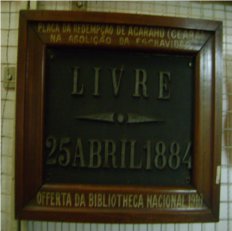 PLACA DA REDEMPÇÃO DE ACARAHÚ (CEARÁ)
NA ABOLIÇÃO DA ESCRAVIDÃO
LIVRE
25 ABRIL 1884
OFFERTA DA BIBLIOTHECA NACIONAL